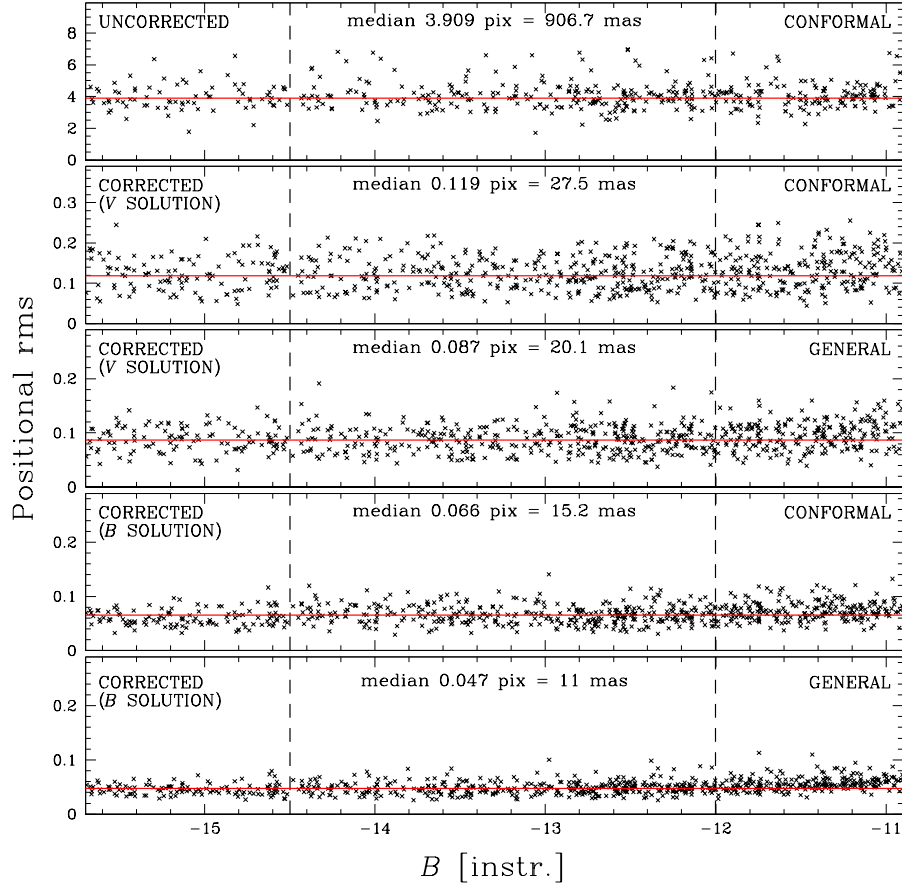 UNCORRECTED median 3.909 pix = 906.7 mas CONFORMAL
8
6
4
2
0
CORRECTED median 0.119 pix = 27.5 mas CONFORMAL
(V SOLUTION)
0.3
0.2
0.1
0
CORRECTED median 0.087 pix = 20.1 mas GENERAL
(V SOLUTION)
0.2
0.1
0
CORRECTED median 0.066 pix = 15.2 mas CONFORMAL
(B SOLUTION)
0.2
0.1
0
CORRECTED median 0.047 pix = 11 mas GENERAL
(B SOLUTION)
0.2
0.1
0
Positional rms
-15 -14 -13 -12 -11
B [instr.]